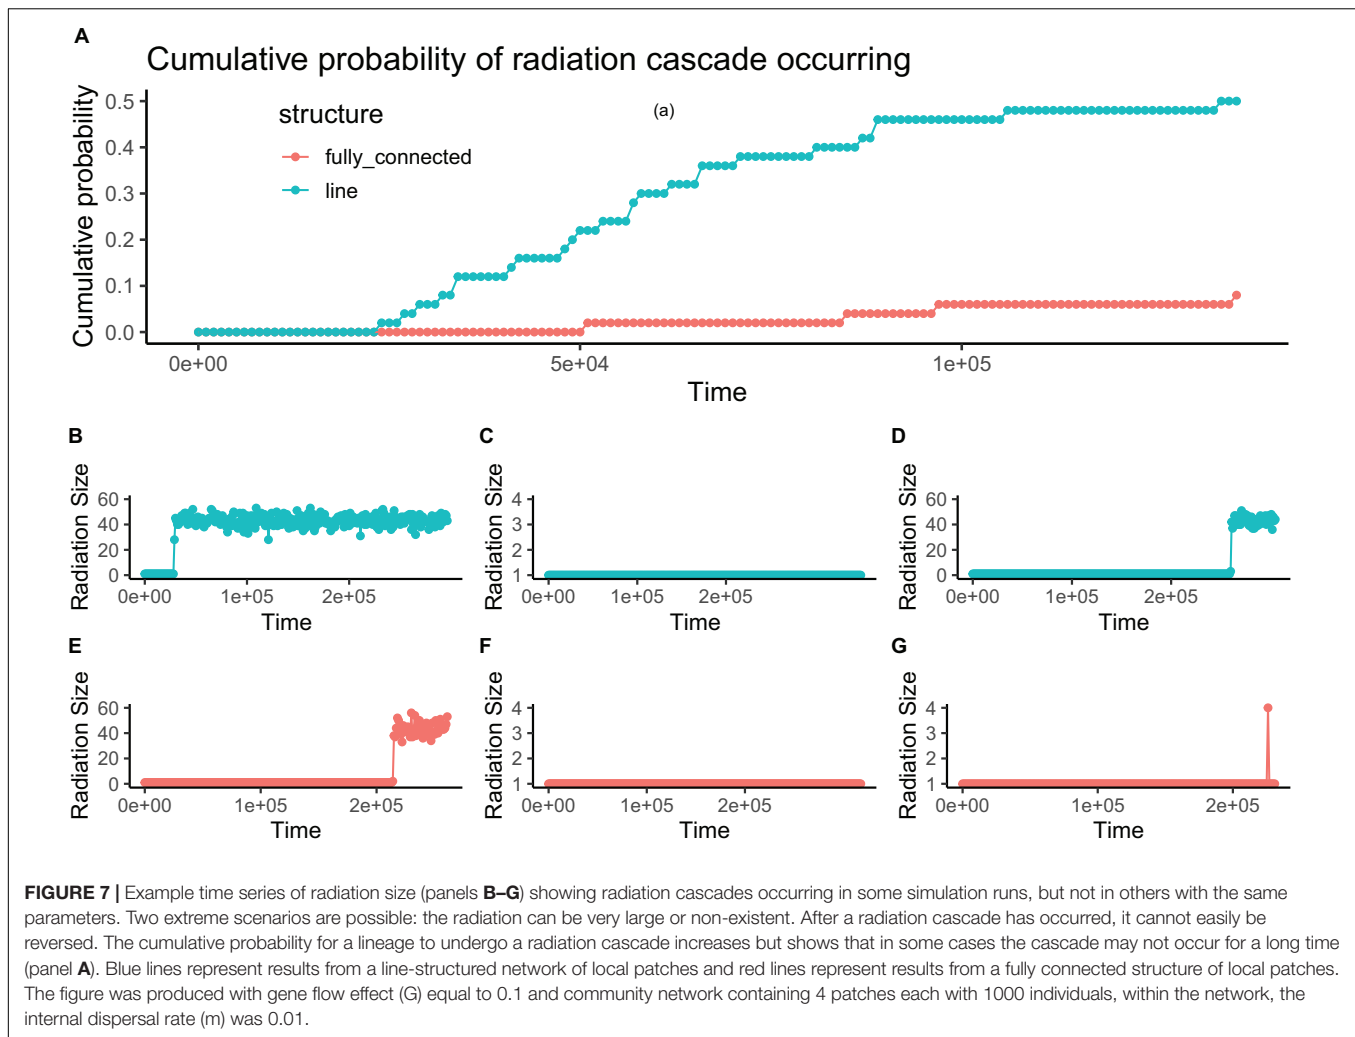 A
Cumulative probability of radiation cascade occurring
Cumulative probability
0.5
0.4
0.3
0.2
0.1
0.0
structure
fully_connected
line
(a)
0e+00
5e+04
1e+05
Time
B
Radiation Size
60
40
20
0
0e+00
1e+05
2e+05
Time
C
Radiation Size
4
3
2
1
0e+00
1e+05
2e+05
Time
D
Radiation Size
60
40
20
0
0e+00
1e+05
2e+05
Time
E
Radiation Size
60
40
20
0
0e+00
1e+05
2e+05
Time
F
Radiation Size
4
3
2
1
0e+00
1e+05
2e+05
Time
G
Radiation Size
4
3
2
1
0e+00
1e+05
2e+05
Time
FIGURE 7 | Example time series of radiation size (panels B–G) showing radiation cascades occurring in some simulation runs, but not in others with the same
parameters. Two extreme scenarios are possible: the radiation can be very large or non-existent. After a radiation cascade has occurred, it cannot easily be
reversed. The cumulative probability for a lineage to undergo a radiation cascade increases but shows that in some cases the cascade may not occur for a long time
(panel A). Blue lines represent results from a line-structured network of local patches and red lines represent results from a fully connected structure of local patches.
The figure was produced with gene flow effect (G) equal to 0.1 and community network containing 4 patches each with 1000 individuals, within the network, the
internal dispersal rate (m) was 0.01.